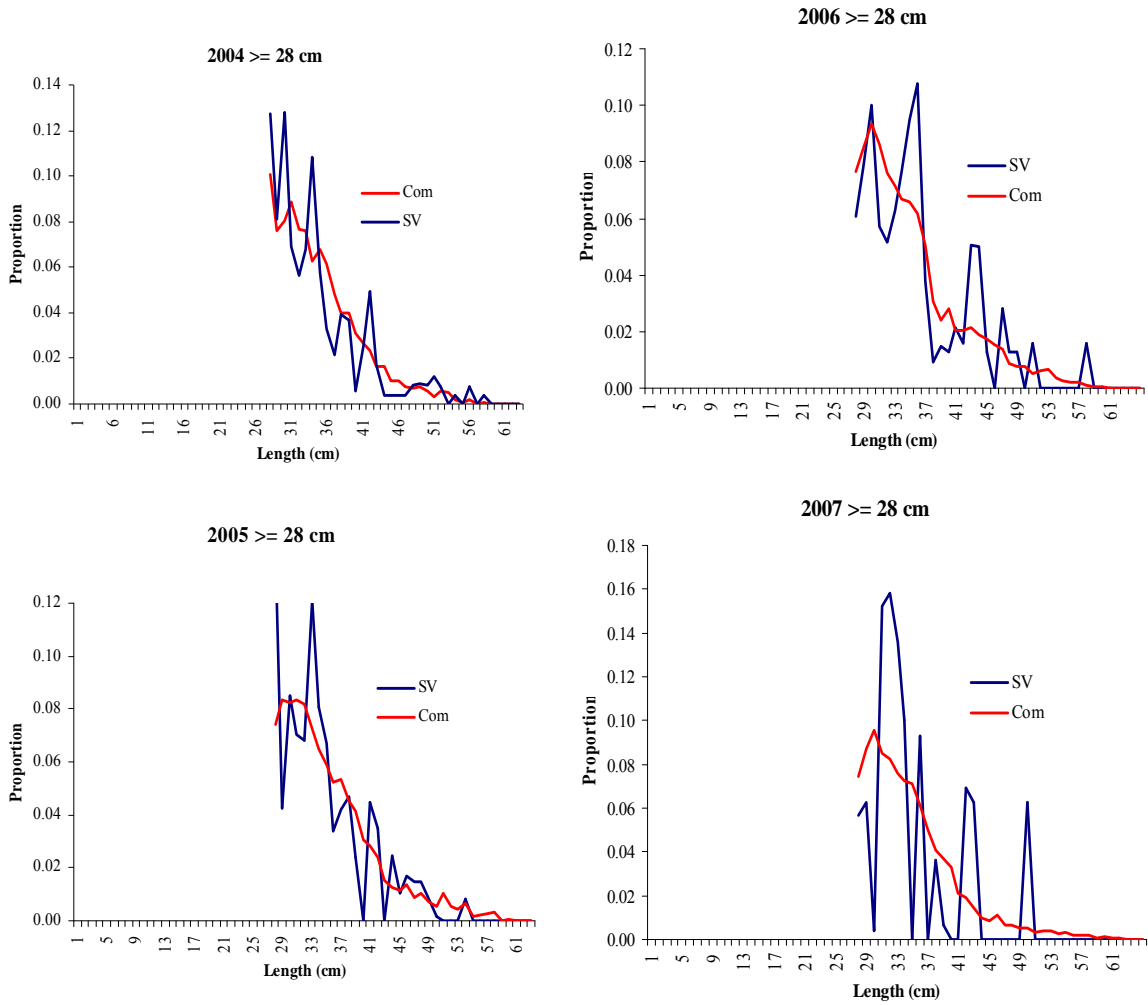 2004 >= 28 cm
0.14
0.12
0.10
0.08
0.06
0.04
0.02
0.00
Proportion
Com
SV
1 6 11 16 21 26 31 36 41 46 51 56 61
Length (cm)
2006 >= 28 cm
0.12
0.10
0.08
0.06
0.04
0.02
0.00
Proportion
SV
Com
1 5 9 13 17 21 25 29 33 37 41 45 49 53 57 61
Length (cm)
2005 >= 28 cm
0.12
0.10
0.08
0.06
0.04
0.02
0.00
Proportion
SV
Com
1 5 9 13 17 21 25 29 33 37 41 45 49 53 57 61
Length (cm)
2007 >= 28 cm
0.18
0.16
0.14
0.12
0.10
0.08
0.06
0.04
0.02
0.00
Proportion
SV
Com
1 5 9 13 17 21 25 29 33 37 41 45 49 53 57 61
Length (cm)